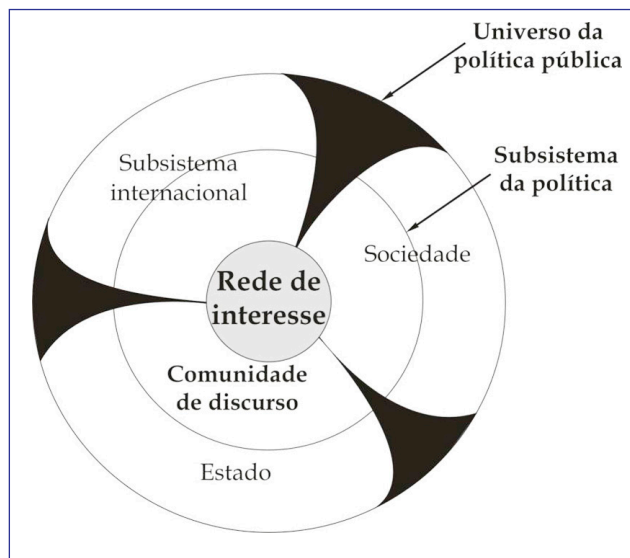 Universo da
política pública
Subsistema
internacional
Subsistema
da política
Sociedade
Rede de
interesse
Comunidade
de discurso
Estado